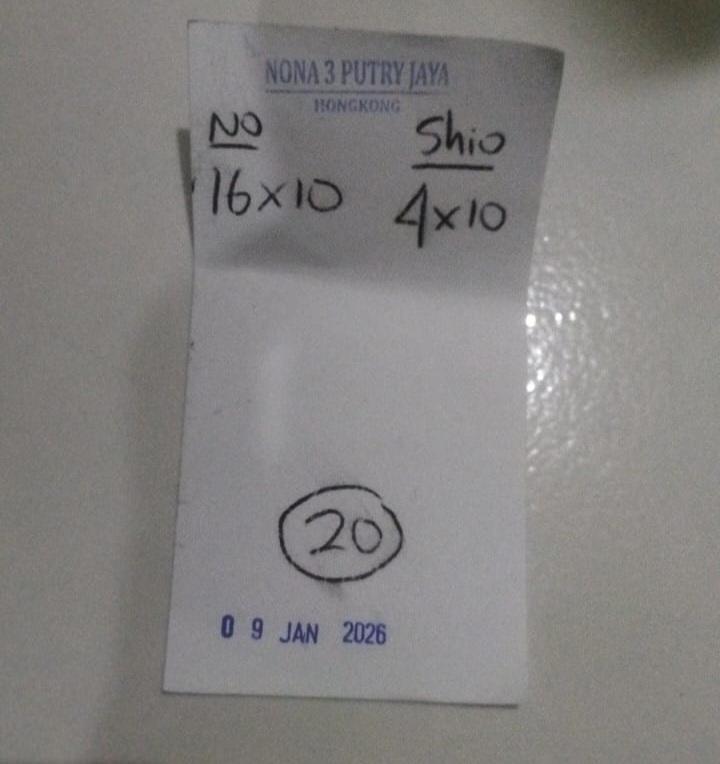 NONA 3 PUTRY JAYA
HONGKONG
NO Shio
16x10 4x10
20
09 JAN 2026